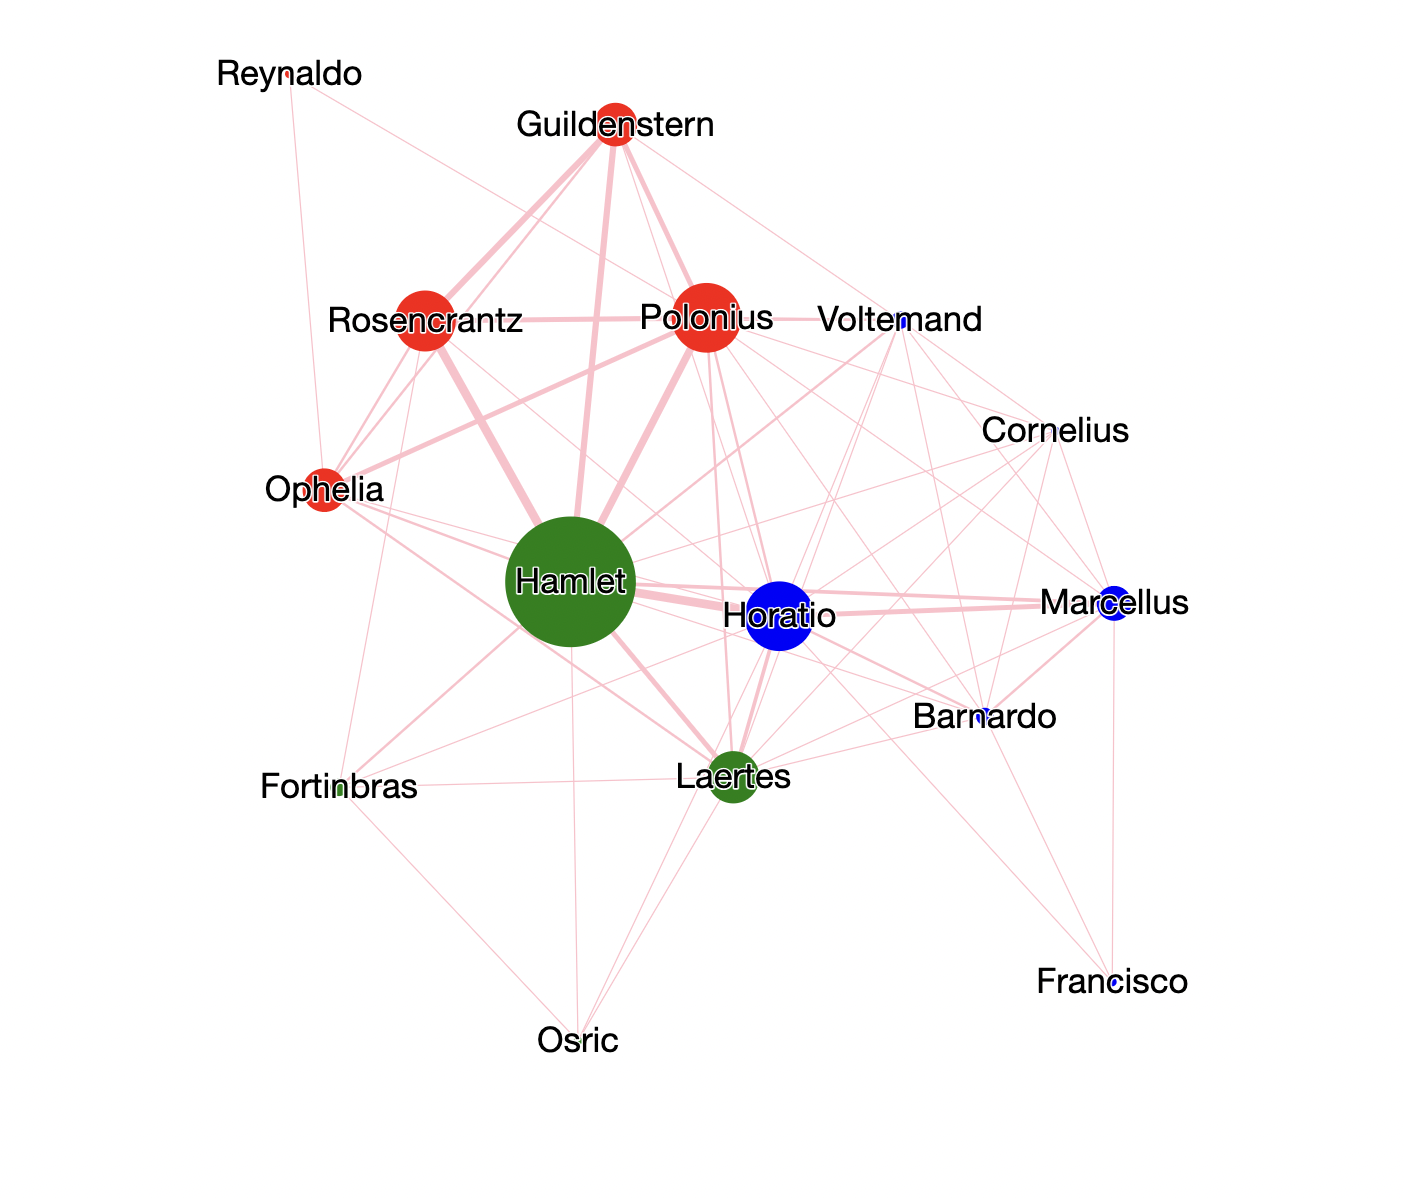 Reynaldo
Guildenstern
Rosencrantz
Polonius
Voltemand
Cornelius
Ophelia
Hamlet
Horatio
Marcellus
Barnardo
Laertes
Fortinbras
Francisco
Osric